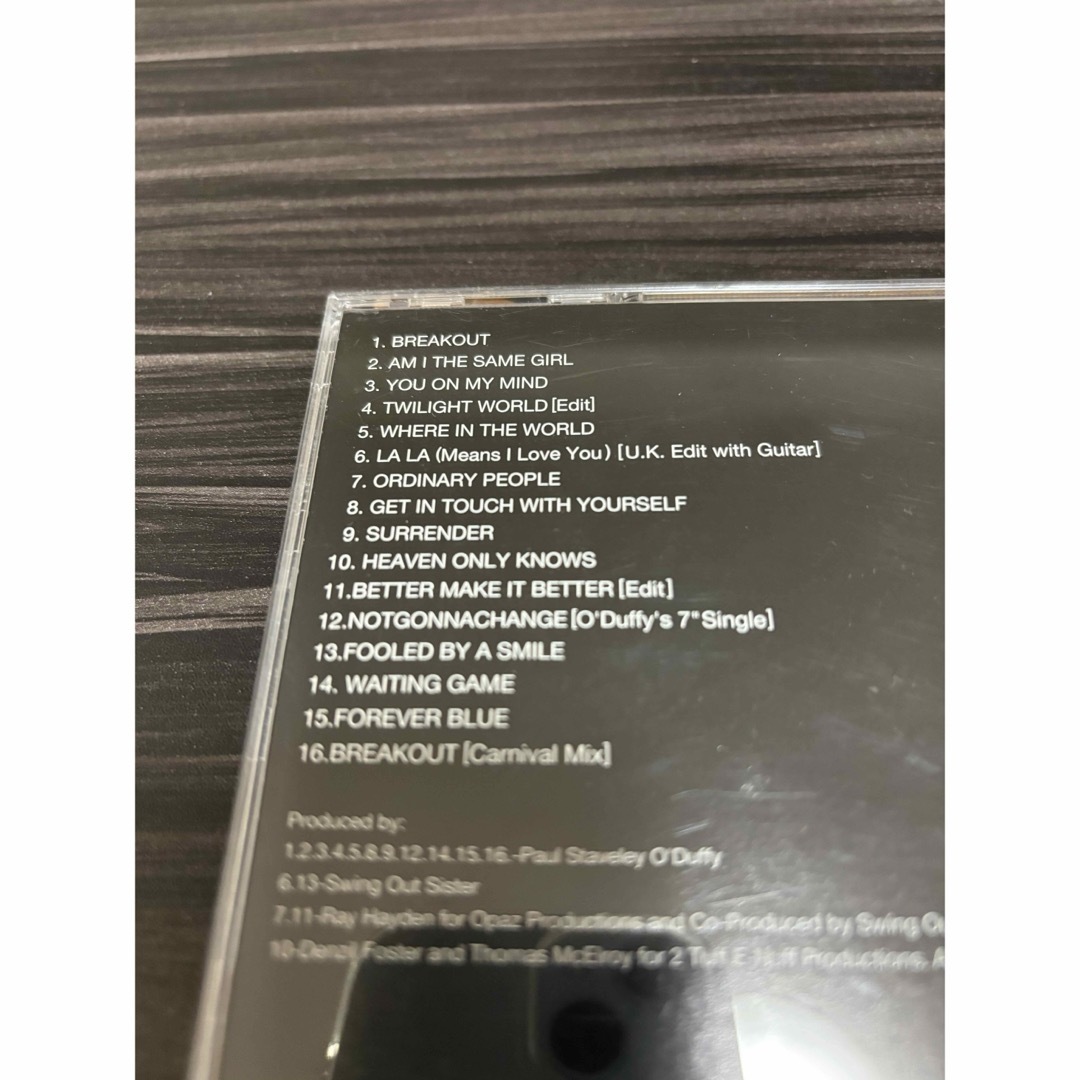 1. BREAKOUT
2. AM I THE SAME GIRL
3. YOU ON MY MIND
4. TWILIGHT WORLD [Edit]
5. WHERE IN THE WORLD
6. LA LA (Means I Love You) [U.K. Edit with Guitar]
7. ORDINARY PEOPLE
8. GET IN TOUCH WITH YOURSELF
9. SURRENDER
10. HEAVEN ONLY KNOWS
11.BETTER MAKE IT BETTER [Edit]
12.NOTGONNACHANGE [O'Duffy's 7" Single]
13.FOOLED BY A SMILE
14. WAITING GAME
15.FOREVER BLUE
16.BREAKOUT [Carnival Mix]
Produced by:
1.2.3.4.5.8.9.12.14.15.16.-Paul Staveley O'Duffy
6.13-Swing Out Sister
7.11-Ray Hayden for Opaz Productions and Co-Produced by Swing
10-Denzil Foster and Thomas McElroy for 2 Tuff E Nuff Productions.